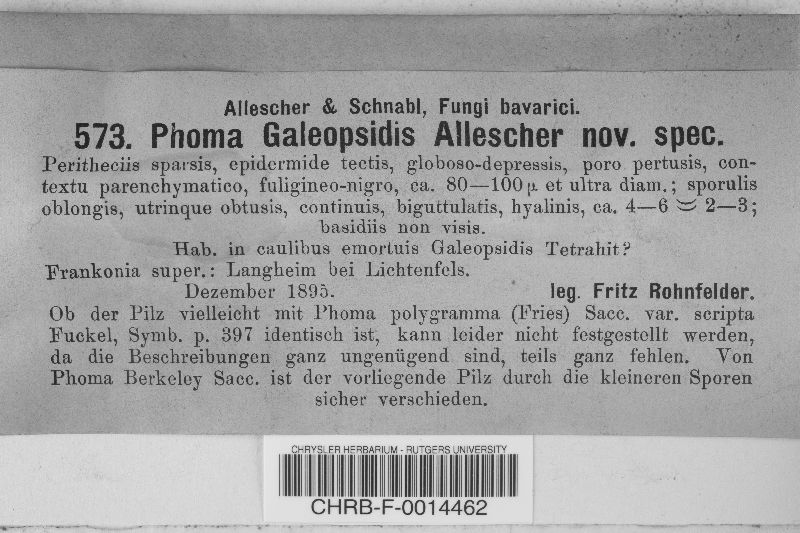 Allescher & Schnabl, Fungi bavarici.
573. Phoma Galeopsidis Allescher nov. spec.
Peritheciis sparsis, epidermide tectis, globoso-depressis, poro pertusis, con-
textu parenchymatico, fuligineo-nigro, ca. 80—100 µ et ultra diam.; sporulis
oblongis, utrinque obtusis, continuis, biguttulatis, hyalinis, ca. 4—6 ≍ 2—3;
basidiis non visis.
Hab. in caulibus emortuis Galeopsidis Tetrahit?
Frankonia super.: Langheim bei Lichtenfels.
Dezember 1895. leg. Fritz Rohnfelder.
Ob der Pilz vielleicht mit Phoma polygramma (Fries) Sacc. var. scripta
Fuckel, Symb. p. 397 identisch ist, kann leider nicht festgestellt werden,
da die Beschreibungen ganz ungenügend sind, teils ganz fehlen. Von
Phoma Berkeley Sacc. ist der vorliegende Pilz durch die kleineren Sporen
sicher verschieden.
CHRYSLER HERBARIUM - RUTGERS UNIVERSITY
CHRB-F-0014462